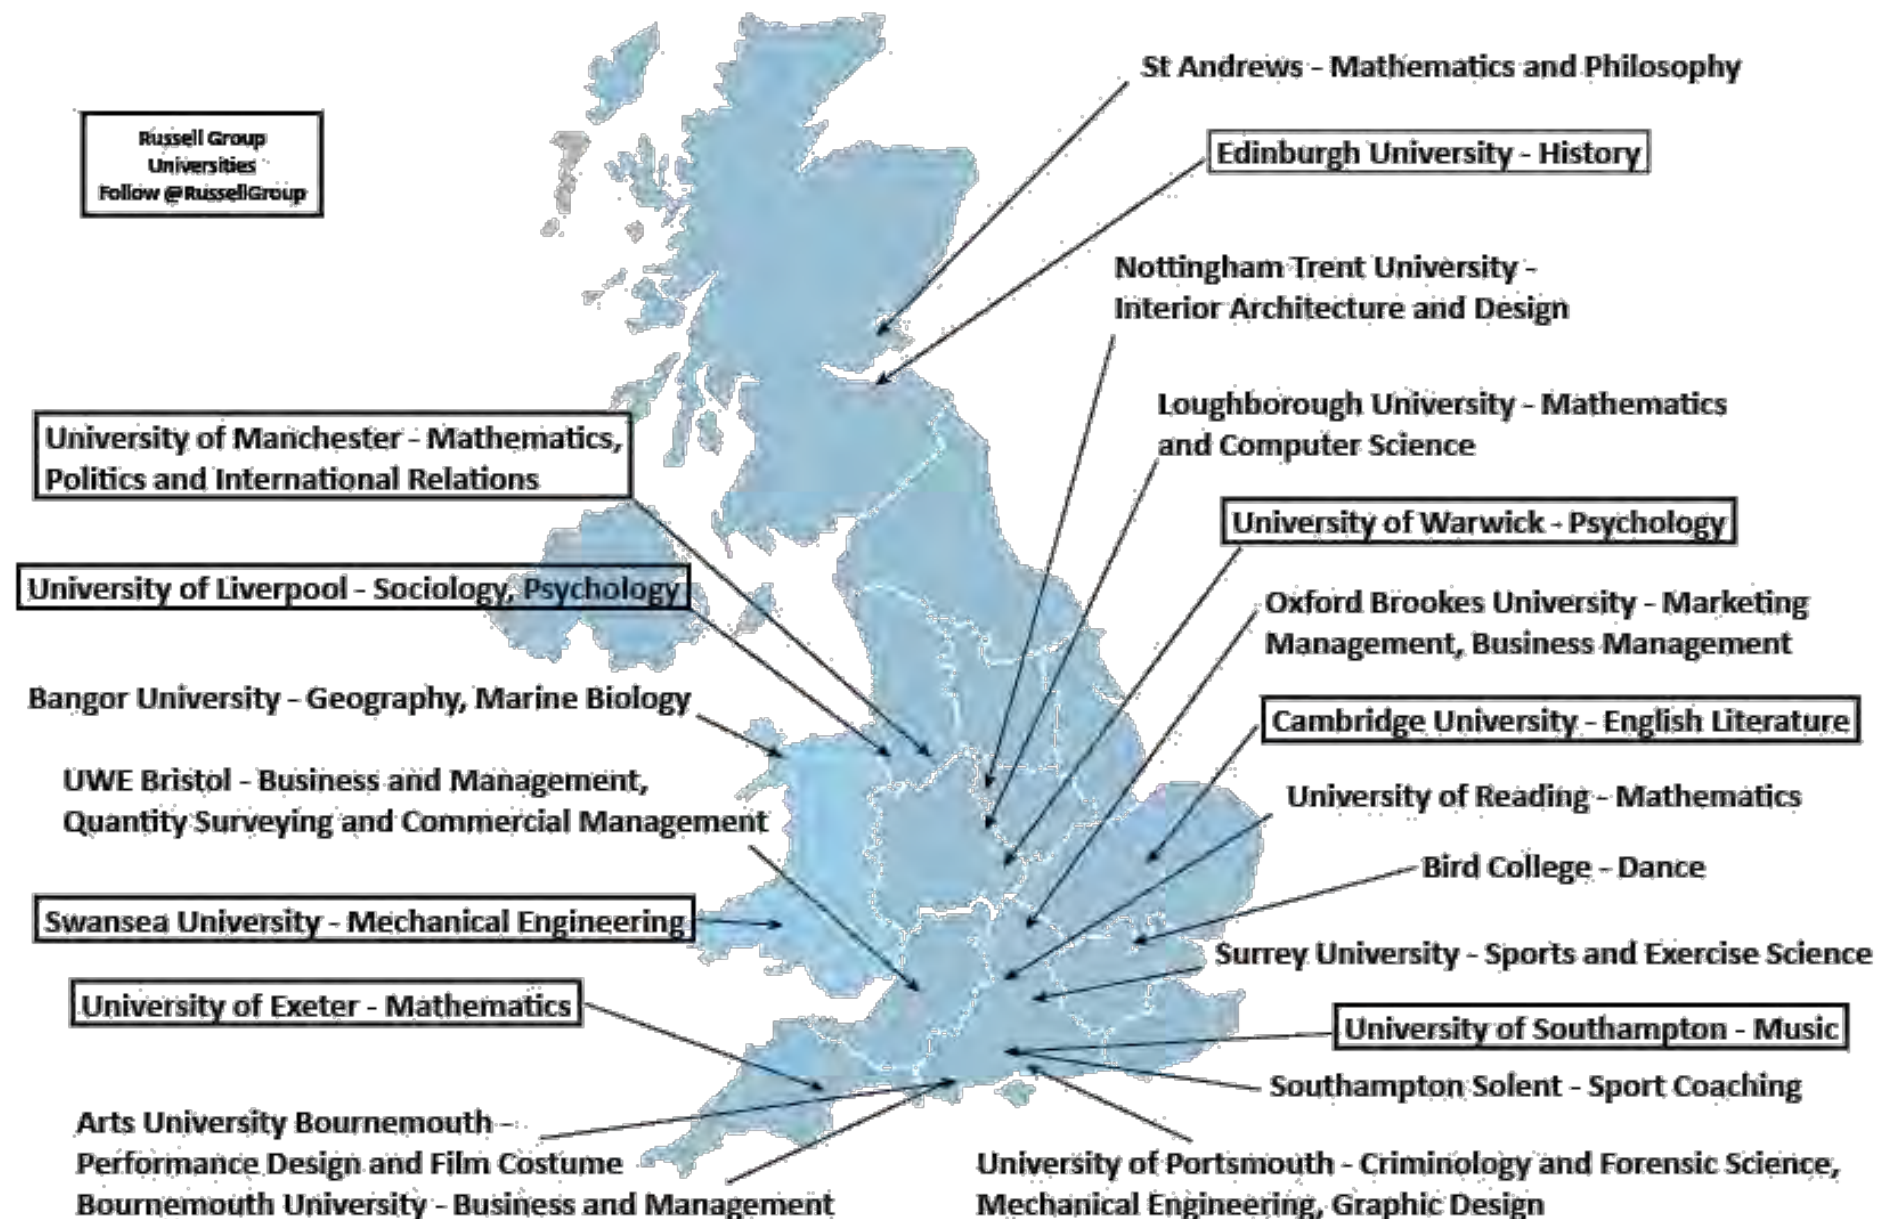 St Andrews - Mathematics and Philosophy
Russell Group
Universities
Follow @RussellGroup
Edinburgh University - History
Nottingham Trent University -
Interior Architecture and Design
Loughborough University - Mathematics
and Computer Science
University of Manchester - Mathematics,
Politics and International Relations
University of Warwick - Psychology
University of Liverpool - Sociology, Psychology
Oxford Brookes University - Marketing
Management, Business Management
Bangor University - Geography, Marine Biology
Cambridge University - English Literature
UWE Bristol - Business and Management,
Quantity Surveying and Commercial Management
University of Reading - Mathematics
Bird College - Dance
Swansea University - Mechanical Engineering
Surrey University - Sports and Exercise Science
University of Exeter - Mathematics
University of Southampton - Music
Southampton Solent - Sport Coaching
Arts University Bournemouth -
Performance Design and Film Costume
Bournemouth University - Business and Management
University of Portsmouth - Criminology and Forensic Science,
Mechanical Engineering, Graphic Design